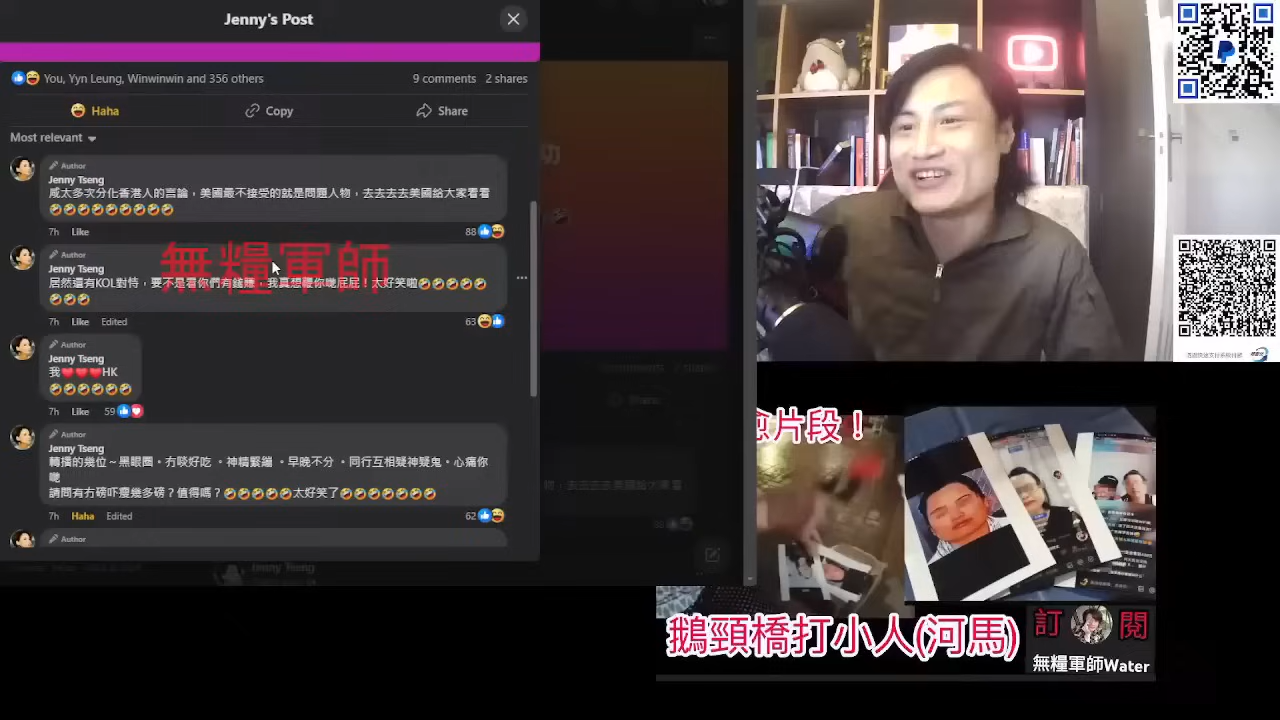 Jenny's Post
You, Yyn Leung, Winwinwin and 356 others
9 comments 2 shares
Haha
Copy
Share
Most relevant
Author
Jenny Tseng
咸太多次分化香港人的言論，美國最不接受的就是問題人物，去去去去美國給大家看看
7h Like
88
Author
Jenny Tseng
居然還有KOL對恃，要不是看你們有錢賺，我真想 你哋屁屁！太好笑啦
無糧軍師
7h Like Edited
63
Author
Jenny Tseng
我❤❤❤HK
7h Like 59
Author
Jenny Tseng
轉播的幾位～黑眼圈。冇啖好吃 。神精緊繃 。早晚不分 。同行互相疑神疑鬼。心痛你
哋
請問有冇磅吓瘦幾多磅？值得嗎？🤣🤣🤣🤣🤣太好笑了🤣🤣🤣🤣🤣🤣🤣
7h Haha Edited
62
Author
愈片段！
鵝頸橋打小人(河馬)
訂 閱
無糧軍師Water